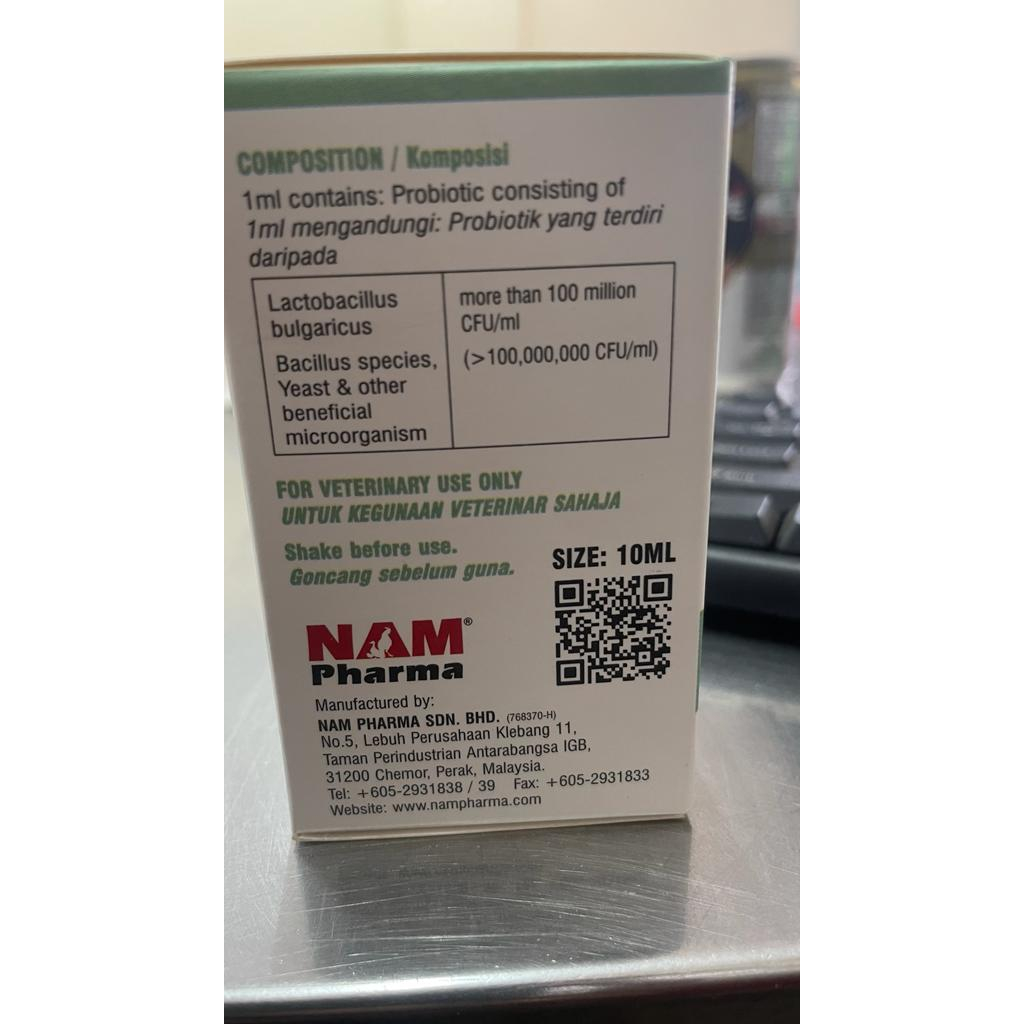 COMPOSITION / Komposisi
1ml contains: Probiotic consisting of
1ml mengandungi: Probiotik yang terdiri
daripada
Lactobacillus
bulgaricus
Bacillus species,
Yeast & other
beneficial
microorganism
more than 100 million
CFU/ml
(>100,000,000 CFU/ml)
FOR VETERINARY USE ONLY
UNTUK KEGUNAAN VETERINAR SAHAJA
Shake before use.
Goncang sebelum guna.
SIZE: 10ML
NAM®
Pharma
Manufactured by:
NAM PHARMA SDN. BHD. (768370-H)
No.5, Lebuh Perusahaan Klebang 11,
Taman Perindustrian Antarabangsa IGB,
31200 Chemor, Perak, Malaysia.
Tel: +605-2931838 / 39 Fax: +605-2931833
Website: www.nampharma.com